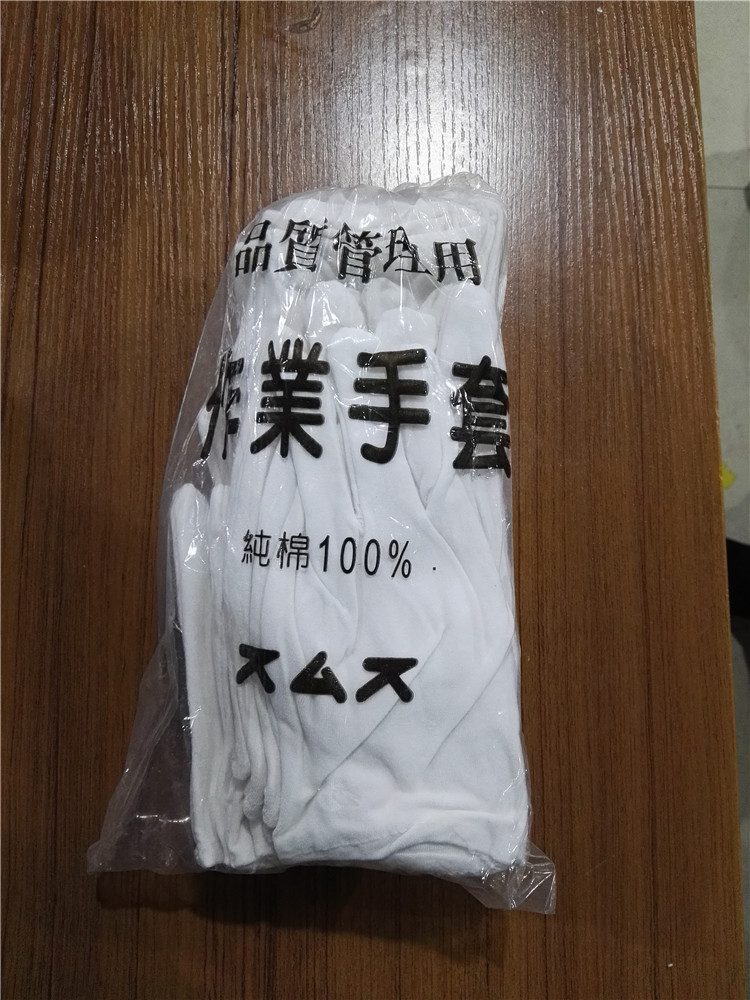 品質管理用
作業手套
純棉100%
スムス